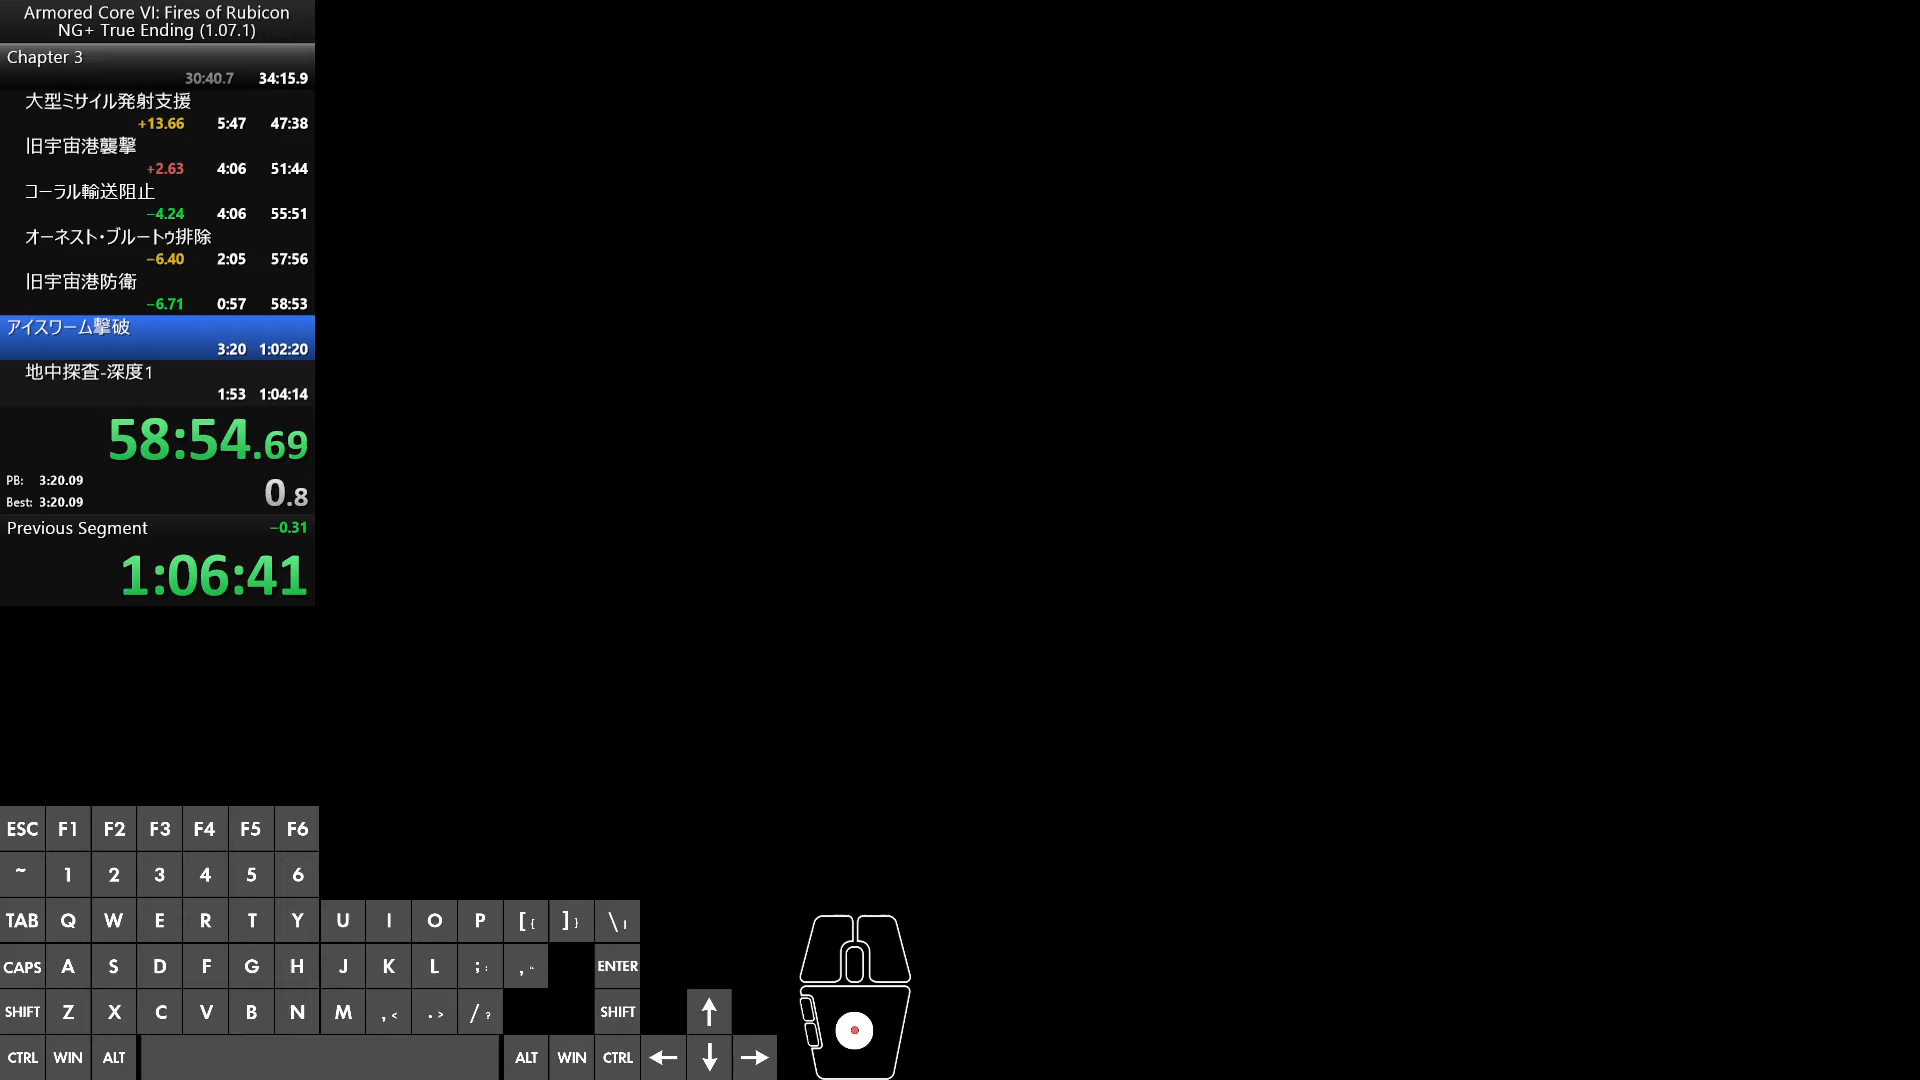 Armored Core VI: Fires of Rubicon
NG+ True Ending (1.07.1)
Chapter 3
30:40.7 34:15.9
大型ミサイル発射支援
+13.66 5:47 47:38
旧宇宙港襲撃
+2.63 4:06 51:44
コーラル輸送阻止
−4.24 4:06 55:51
オーネスト・ブルートゥ排除
−6.40 2:05 57:56
旧宇宙港防衛
−6.71 0:57 58:53
アイスワーム撃破
3:20 1:02:20
地中探査-深度1
1:53 1:04:14
58:54.69
PB: 3:20.09
Best: 3:20.09
0.8
Previous Segment −0.31
1:06:41
ESC F1 F2 F3 F4 F5 F6
~ 1 2 3 4 5 6
TAB Q W E R T Y U I O P [ { ] } \ |
CAPS A S D F G H J K L ; : , " ENTER
SHIFT Z X C V B N M , < . > / ? SHIFT ↑
CTRL WIN ALT ALT WIN CTRL ← ↓ →